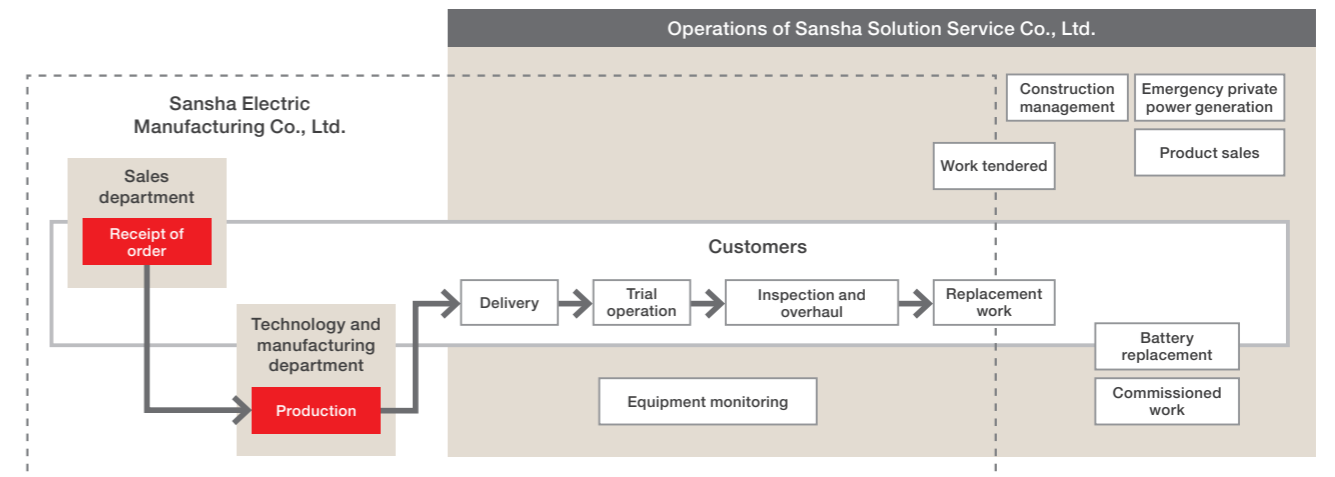 Operations of Sansha Solution Service Co., Ltd.
Sansha Electric
Manufacturing Co., Ltd.
Construction
management
Emergency private
power generation
Work tendered
Product sales
Sales
department
Receipt of
order
Customers
Delivery
Trial
operation
Inspection and
overhaul
Replacement
work
Technology and
manufacturing
department
Production
Battery
replacement
Equipment monitoring
Commissioned
work